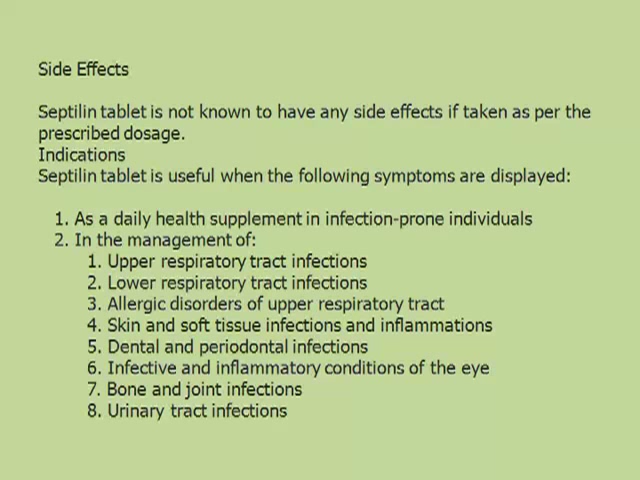 Side Effects
Septilin tablet is not known to have any side effects if taken as per the
prescribed dosage.
Indications
Septilin tablet is useful when the following symptoms are displayed:
1. As a daily health supplement in infection-prone individuals
2. In the management of:
1. Upper respiratory tract infections
2. Lower respiratory tract infections
3. Allergic disorders of upper respiratory tract
4. Skin and soft tissue infections and inflammations
5. Dental and periodontal infections
6. Infective and inflammatory conditions of the eye
7. Bone and joint infections
8. Urinary tract infections